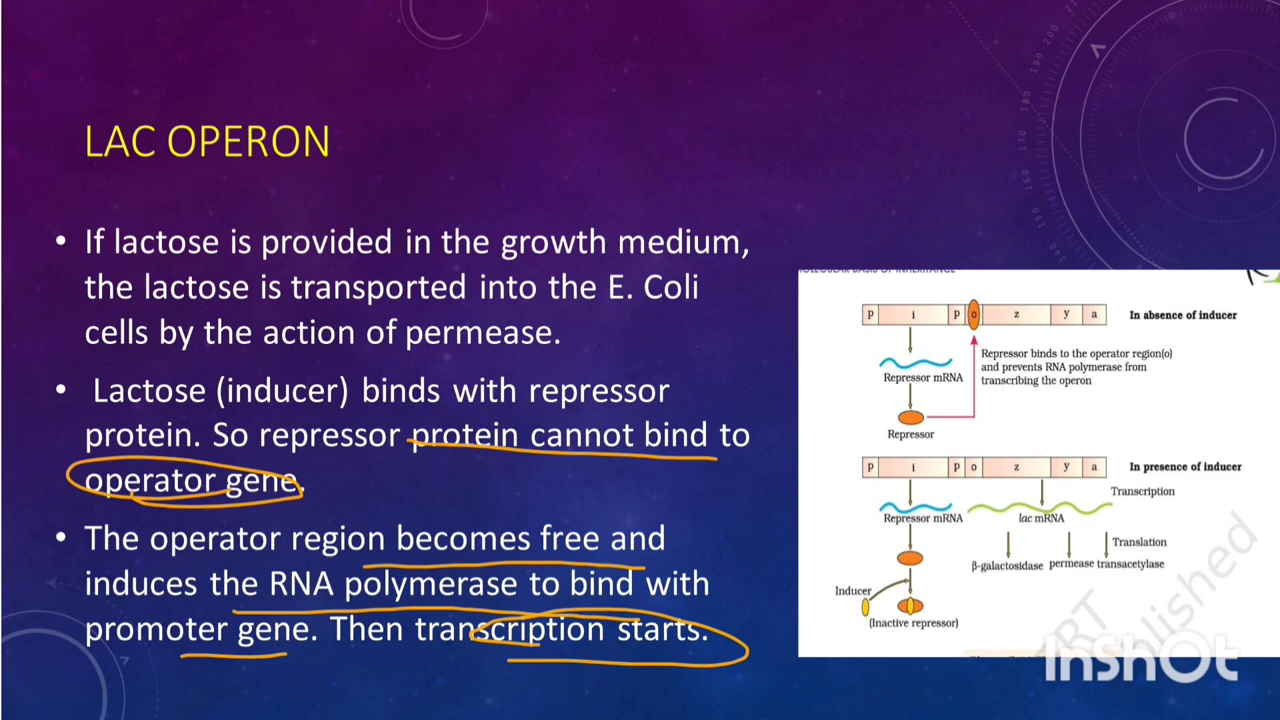 LAC OPERON
• If lactose is provided in the growth medium,
the lactose is transported into the E. Coli
cells by the action of permease.
• Lactose (inducer) binds with repressor
protein. So repressor protein cannot bind to
operator gene.
• The operator region becomes free and
induces the RNA polymerase to bind with
promoter gene. Then transcription starts.
MOLECULAR BASIS OF INHERITANCE
p i p o z y a In absence of inducer
Repressor binds to the operator region(o)
and prevents RNA polymerase from
transcribing the operon
Repressor mRNA
Repressor
p i p o z y a In presence of inducer
Transcription
Repressor mRNA lac mRNA
Translation
β-galactosidase permease transacetylase
Inducer
(Inactive repressor)
InShOt